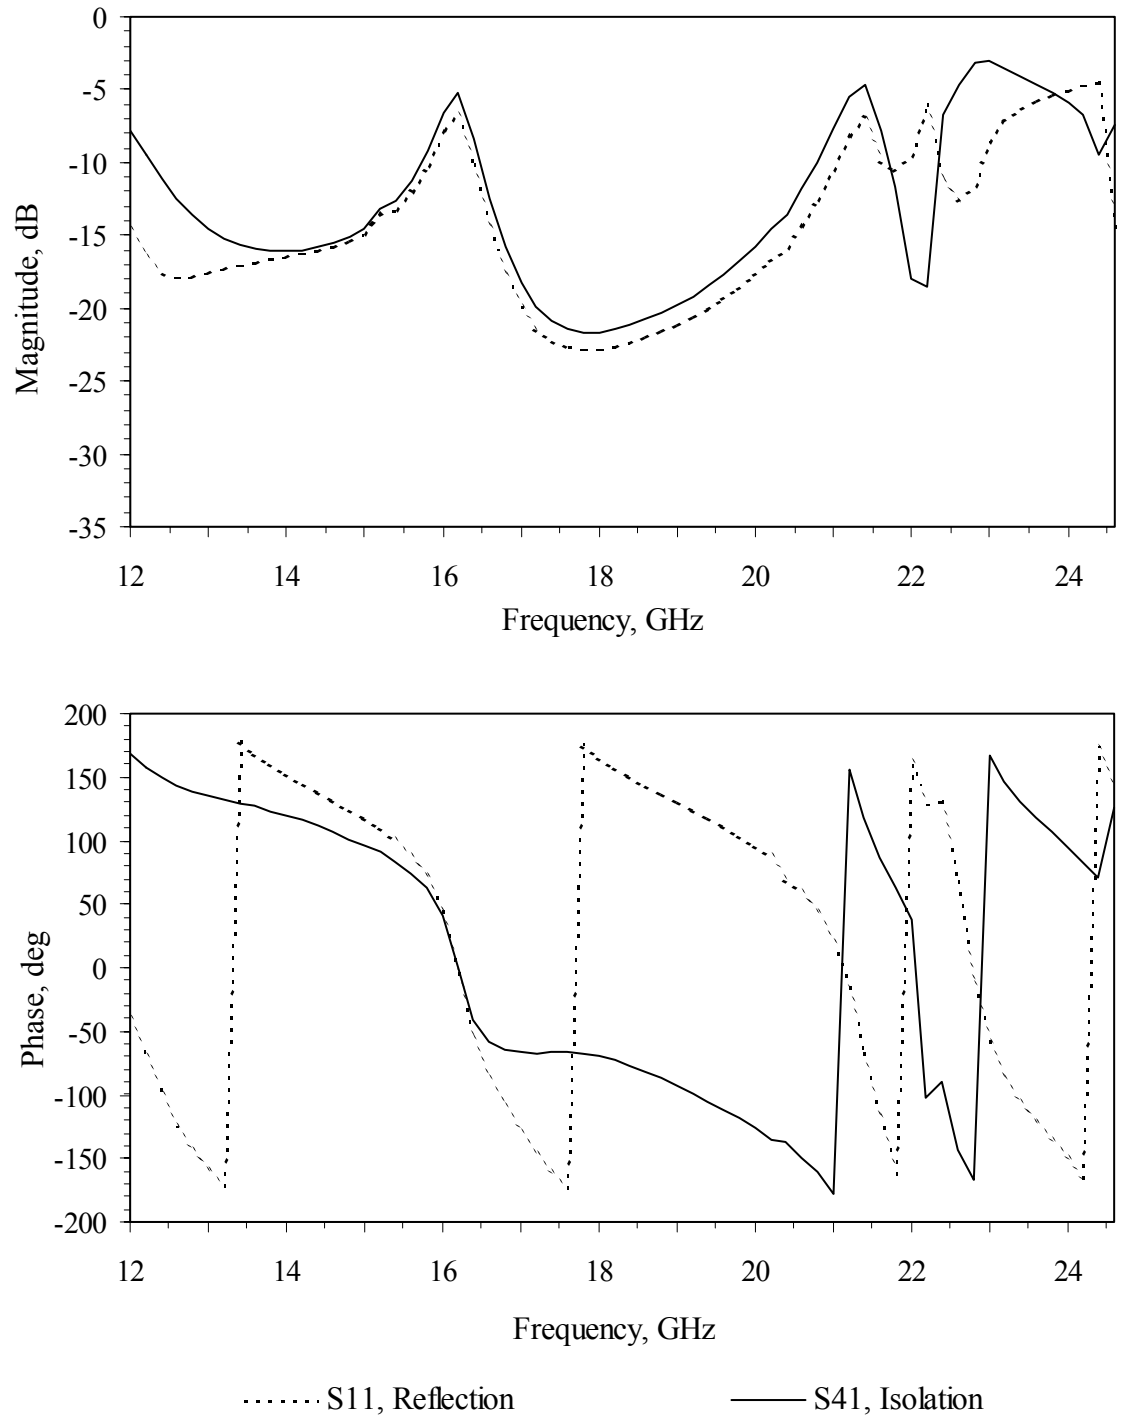 0
-5
-10
-15
-20
-25
-30
-35
Magnitude, dB
12 14 16 18 20 22 24
Frequency, GHz
200
150
100
50
0
-50
-100
-150
-200
Phase, deg
12 14 16 18 20 22 24
Frequency, GHz
S11, Reflection S41, Isolation